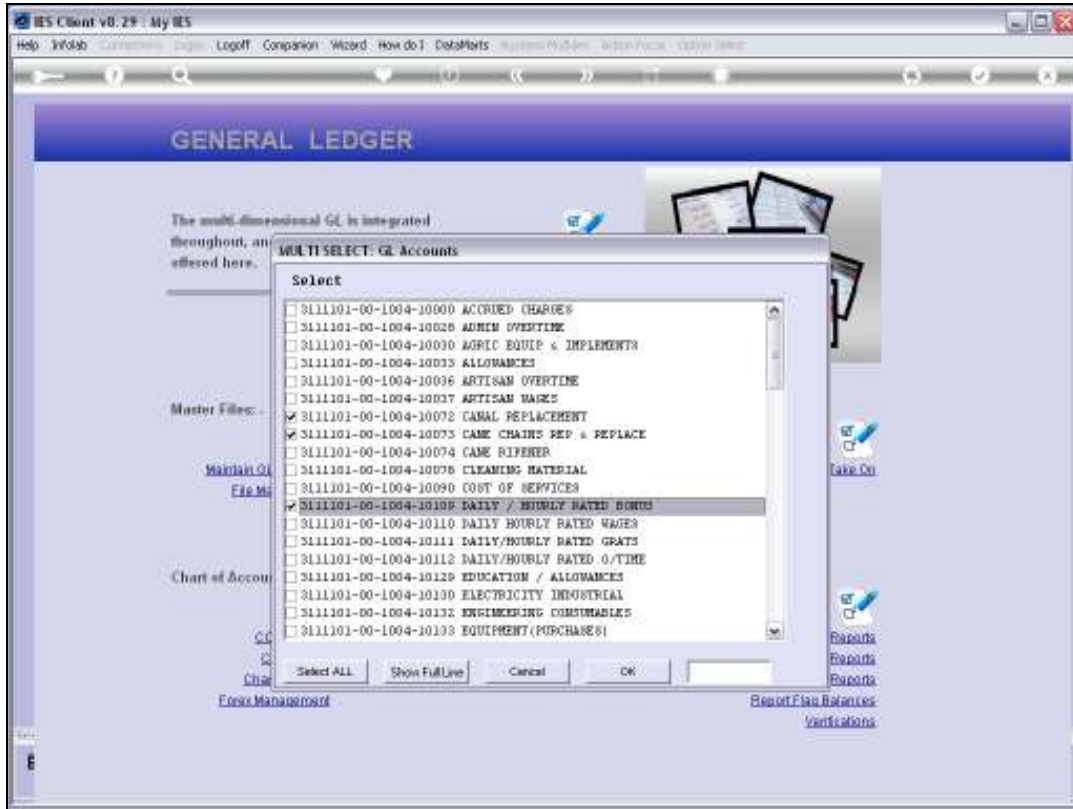 IES Client v8.29 : My IES
Help Infolab Logoff Companion Wizard How do I DataMarts
GENERAL LEDGER
The multi-dimensional GL is integrated
throughout, an
offered here.
MULTI SELECT: GL Accounts
Select
3111101-00-1004-10000 ACCRUED CHARGES
3111101-00-1004-10028 ADMIN OVERTIME
3111101-00-1004-10030 AGRIC EQUIP & IMPLEMENTS
3111101-00-1004-10033 ALLOWANCES
3111101-00-1004-10036 ARTISAN OVERTIME
3111101-00-1004-10037 ARTISAN WAGES
3111101-00-1004-10072 CANAL REPLACEMENT
3111101-00-1004-10073 CANE CHAINS REP & REPLACE
3111101-00-1004-10074 CANE RIPENER
3111101-00-1004-10078 CLEANING MATERIAL
3111101-00-1004-10090 COST OF SERVICES
3111101-00-1004-10109 DAILY / HOURLY RATED BONUS
3111101-00-1004-10110 DAILY HOURLY RATED WAGES
3111101-00-1004-10111 DAILY/HOURLY RATED GRATS
3111101-00-1004-10112 DAILY/HOURLY RATED O/TIME
3111101-00-1004-10129 EDUCATION / ALLOWANCES
3111101-00-1004-10130 ELECTRICITY INDUSTRIAL
3111101-00-1004-10132 ENGINEERING CONSUMABLES
3111101-00-1004-10133 EQUIPMENT(PURCHASES)
Select ALL Show Full Line Cancel OK
Master Files:
Maintain GL
File Ma
Take On
Chart of Accou
Char
Forex Management
Reports
Reports
Reports
Report Flag Balances
Verifications